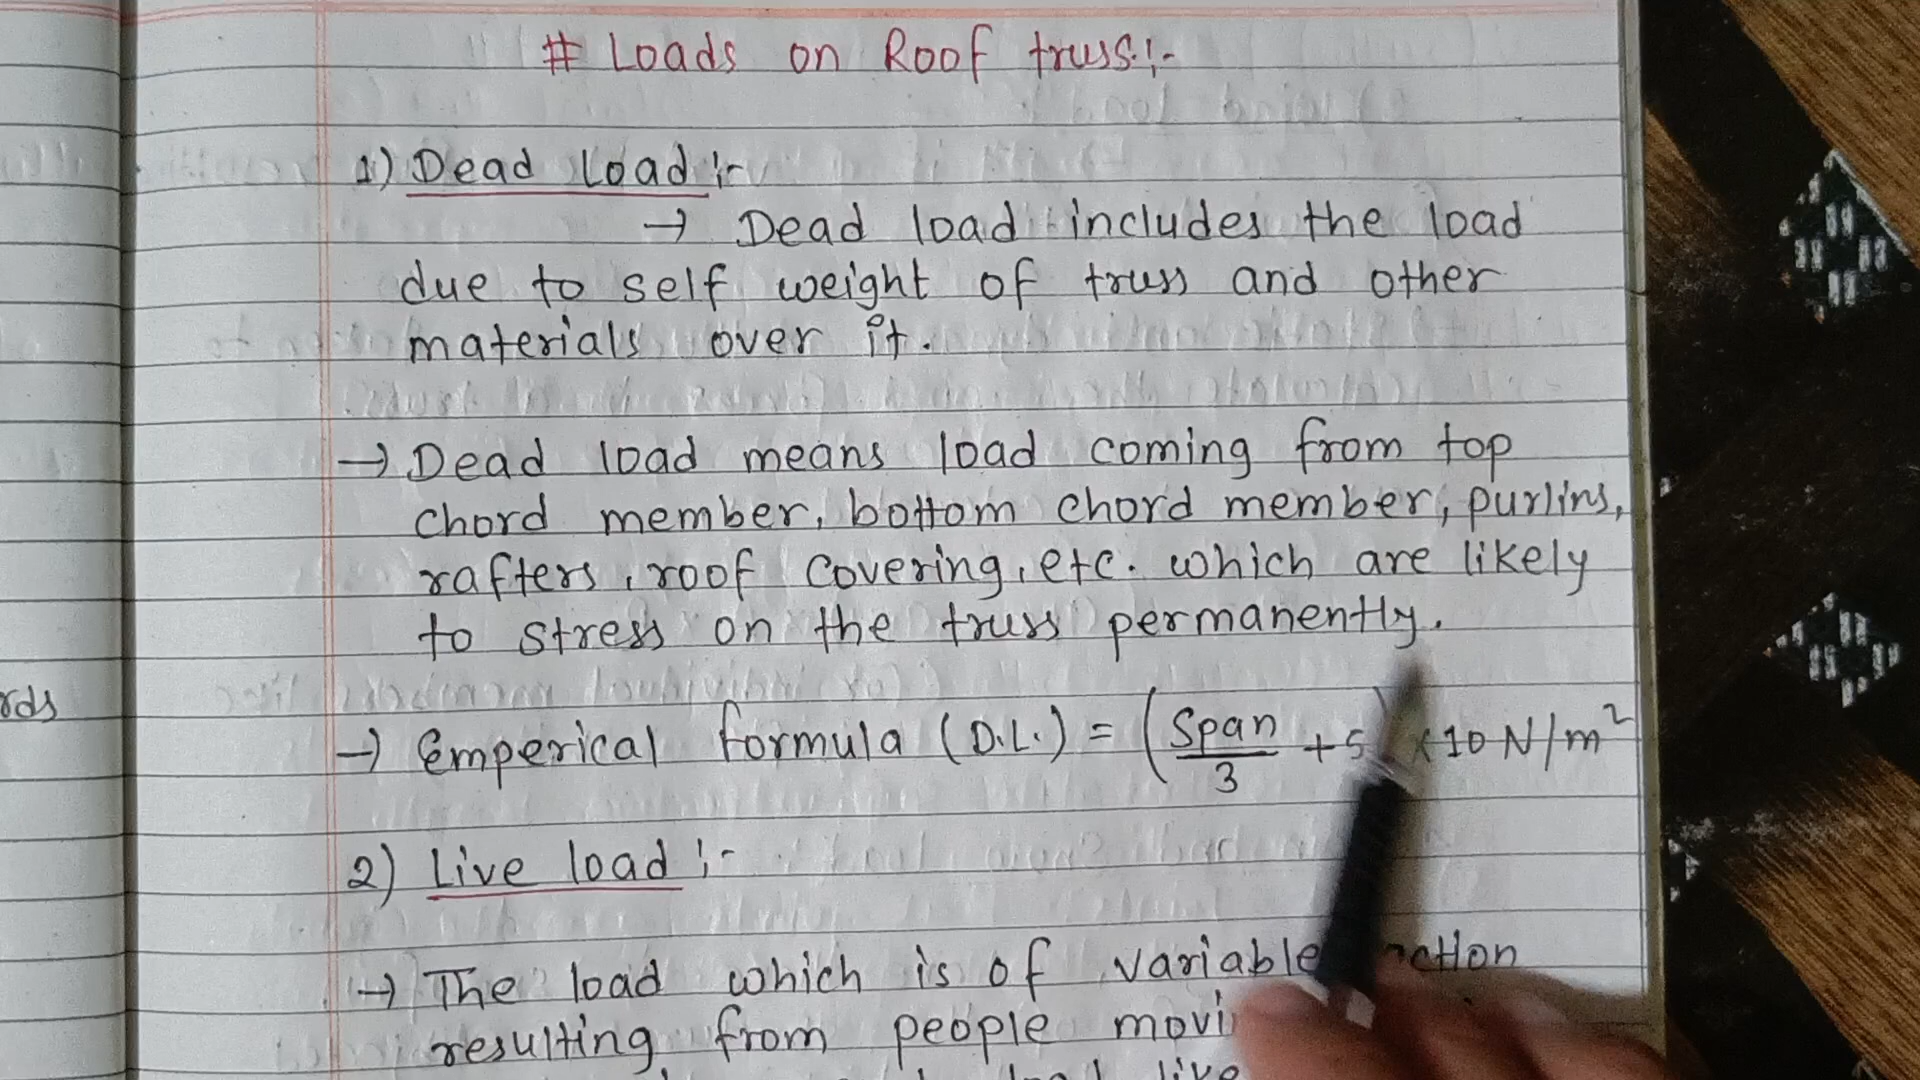 # Loads on Roof truss:-
1) Dead load :-
→ Dead load includes the load
due to self weight of truss and other
materials over it.
→ Dead load means load coming from top
chord member, bottom chord member, purlins,
rafters, roof covering, etc. which are likely
to stress on the truss permanently.
rds
→ Emperical formula (D.L.) = (Span/3 + 5) × 10 N/m²
2) Live load :-
→ The load which is of variable
resulting from people
live